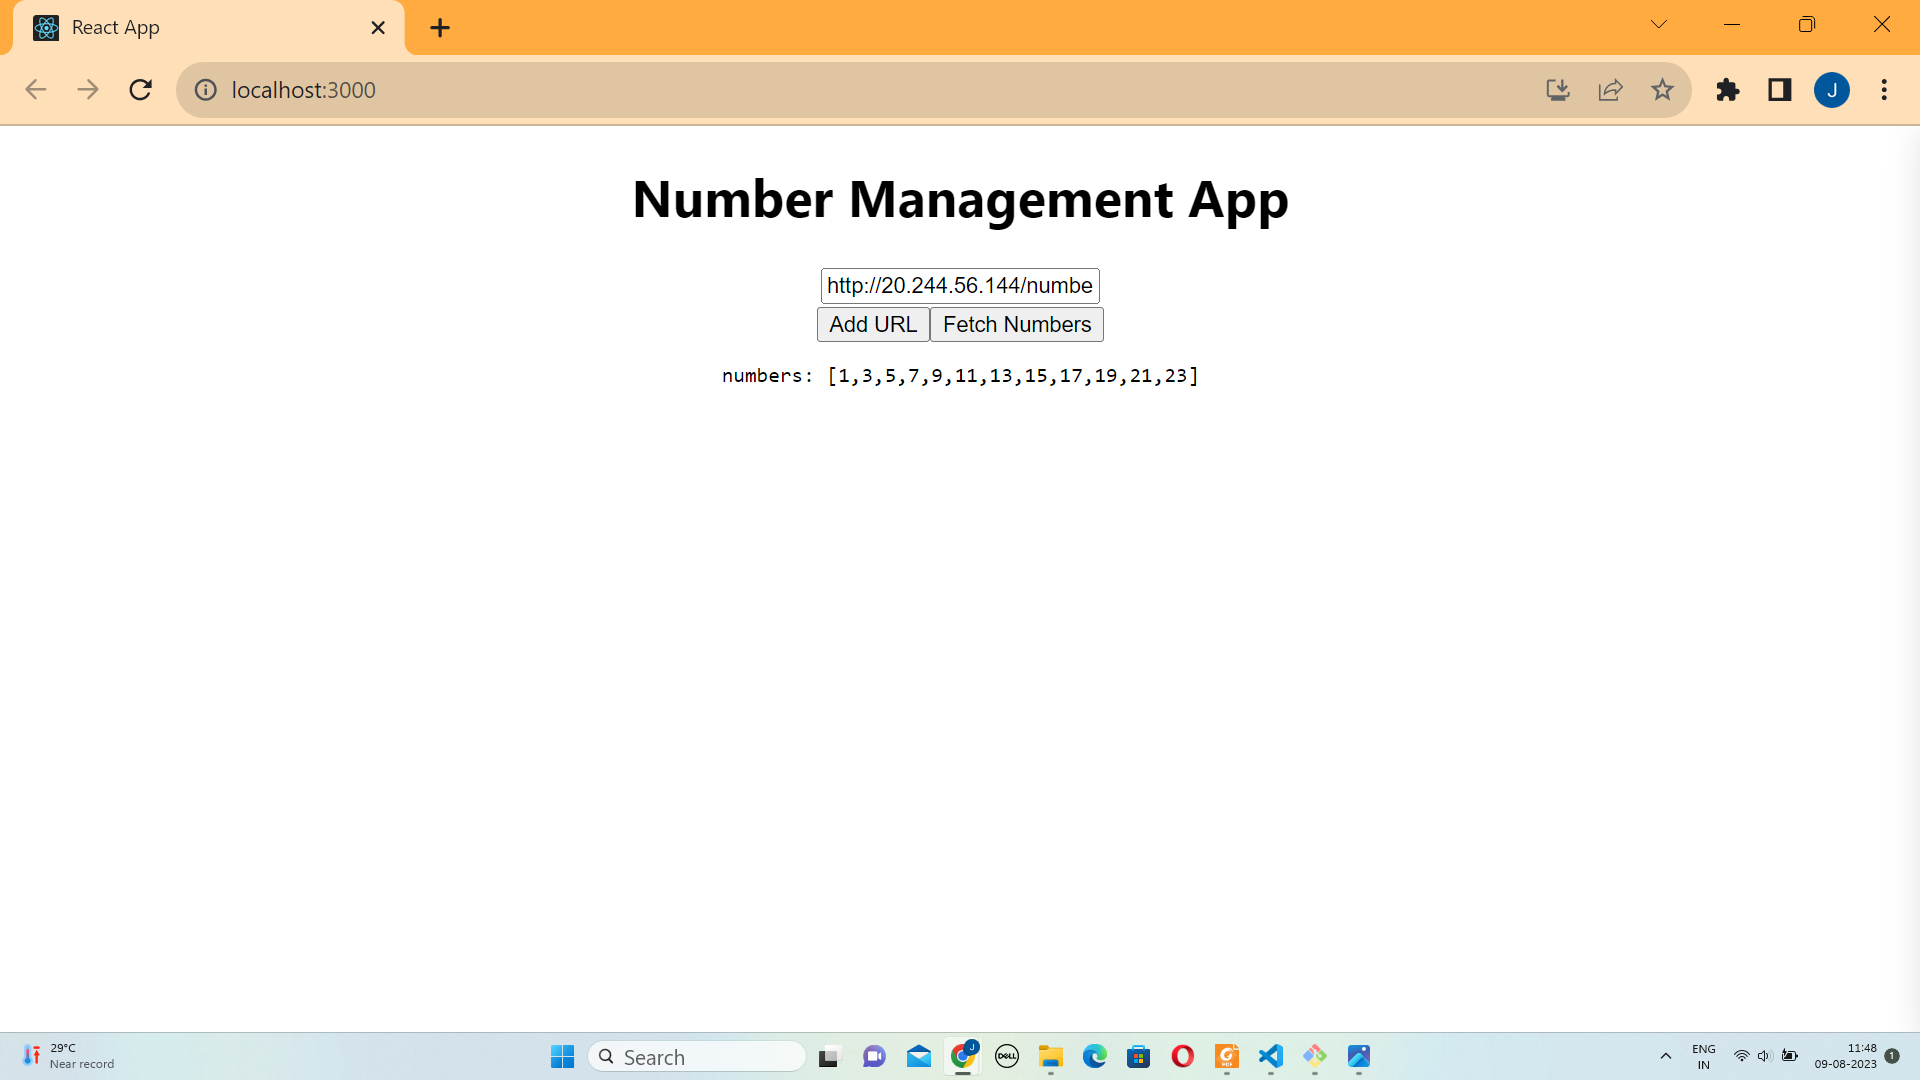 React App
localhost:3000
J
Number Management App
http://20.244.56.144/numbe
Add URL
Fetch Numbers
numbers: [1,3,5,7,9,11,13,15,17,19,21,23]
29°C
Near record
Search
J
DELL
PDF
ENG
IN
11:48
09-08-2023
1